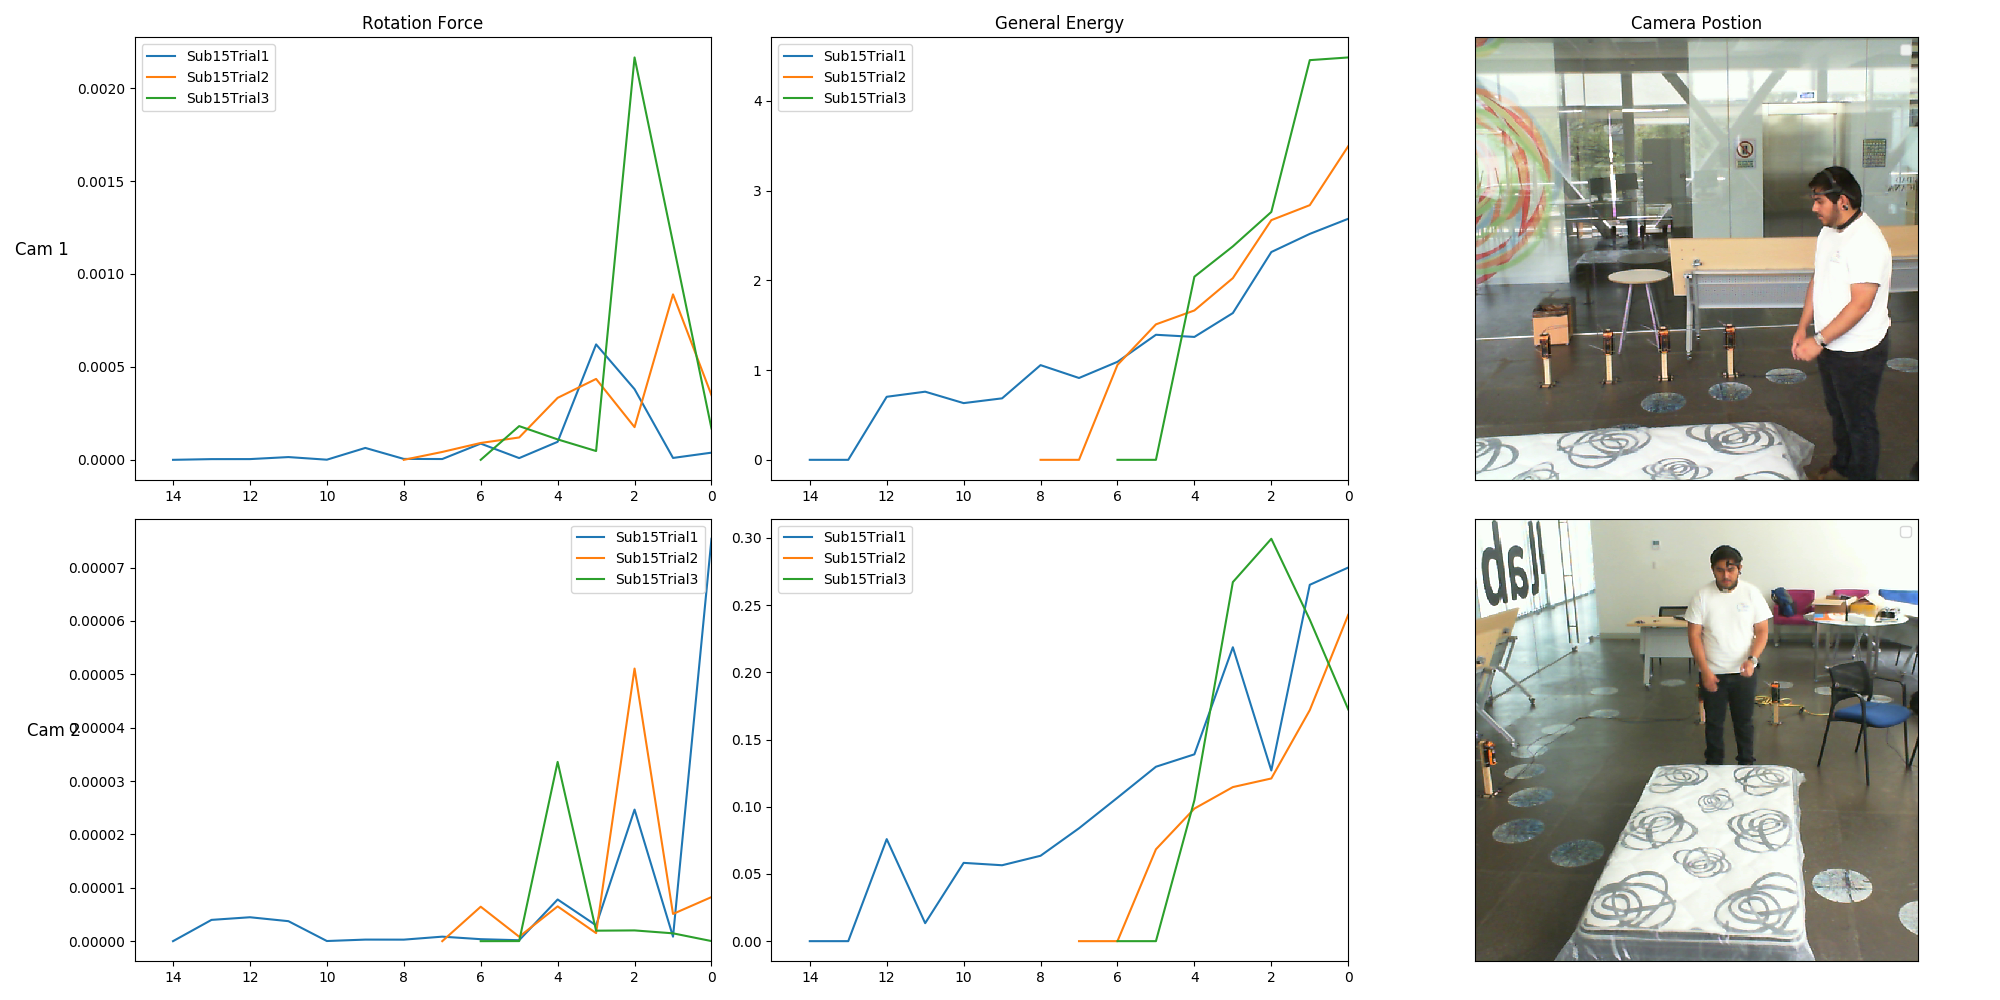 Rotation Force
General Energy
Camera Postion
Cam 1
Sub15Trial1
Sub15Trial2
Sub15Trial3
0.0020
0.0015
0.0010
0.0005
0.0000
14 12 10 8 6 4 2 0
Sub15Trial1
Sub15Trial2
Sub15Trial3
4
3
2
1
0
14 12 10 8 6 4 2 0
Cam 2
Sub15Trial1
Sub15Trial2
Sub15Trial3
0.00007
0.00006
0.00005
0.00004
0.00003
0.00002
0.00001
0.00000
14 12 10 8 6 4 2 0
Sub15Trial1
Sub15Trial2
Sub15Trial3
0.30
0.25
0.20
0.15
0.10
0.05
0.00
14 12 10 8 6 4 2 0